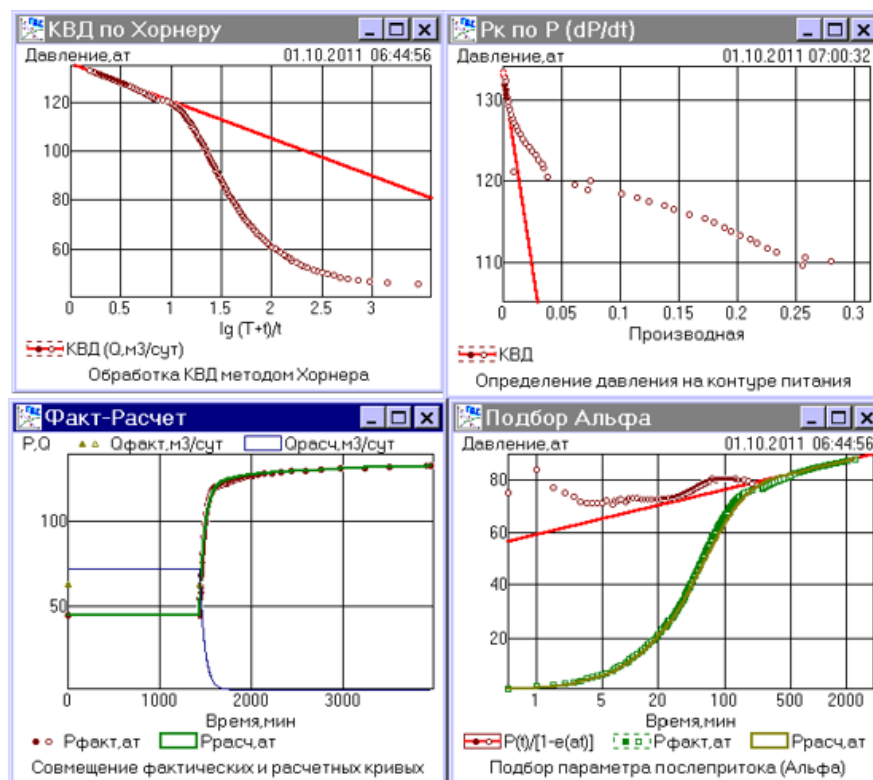 КВД по Хорнеру
Давление,ат 01.10.2011 06:44:56
120
100
80
60
0 0.5 1 1.5 2 2.5 3
lg (T+t)/t
КВД (Q,м3/сут)
Обработка КВД методом Хорнера
Рк по P (dP/dt)
Давление,ат 01.10.2011 07:00:32
130
120
110
0 0.05 0.1 0.15 0.2 0.25 0.3
Производная
КВД
Определение давления на контуре питания
Факт-Расчет
P,Q Qфакт,м3/сут Qрасч,м3/сут
100
50
0 1000 2000 3000
Время,мин
Pфакт,ат Pрасч,ат
Совмещение фактических и расчетных кривых
Подбор Альфа
Давление,ат 01.10.2011 06:44:56
80
60
40
20
1 5 20 100 500 2000
Время,мин
P(t)/[1-e(at)] Pфакт,ат Pрасч,ат
Подбор параметра послепритока (Альфа)